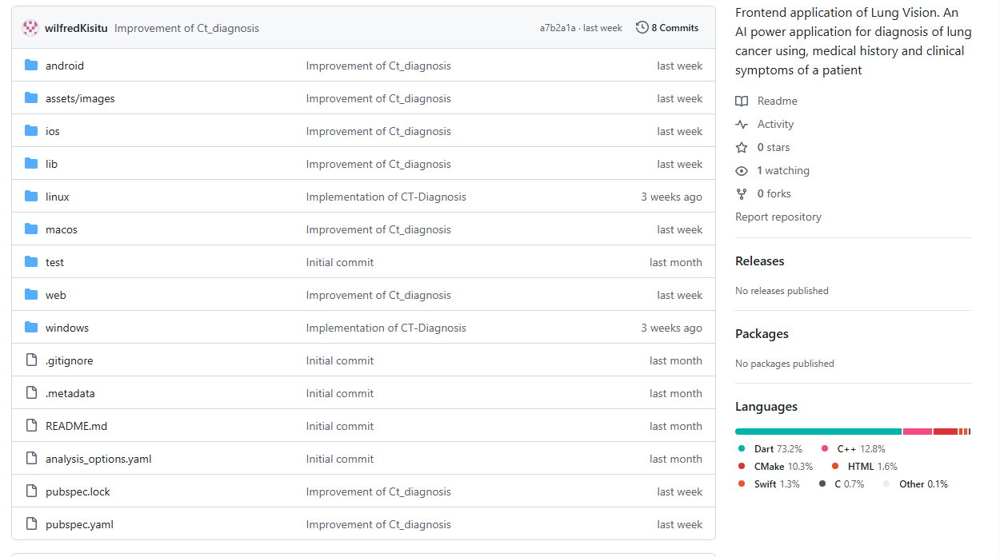 wilfredKisitu Improvement of Ct_diagnosis a7b2a1a · last week 8 Commits
android Improvement of Ct_diagnosis last week
assets/images Improvement of Ct_diagnosis last week
ios Improvement of Ct_diagnosis last week
lib Improvement of Ct_diagnosis last week
linux Implementation of CT-Diagnosis 3 weeks ago
macos Improvement of Ct_diagnosis last week
test Initial commit last month
web Improvement of Ct_diagnosis last week
windows Implementation of CT-Diagnosis 3 weeks ago
.gitignore Initial commit last month
.metadata Initial commit last month
README.md Initial commit last month
analysis_options.yaml Initial commit last month
pubspec.lock Improvement of Ct_diagnosis last week
pubspec.yaml Improvement of Ct_diagnosis last week
Frontend application of Lung Vision. An
AI power application for diagnosis of lung
cancer using, medical history and clinical
symptoms of a patient
Readme
Activity
0 stars
1 watching
0 forks
Report repository
Releases
No releases published
Packages
No packages published
Languages
Dart 73.2% C++ 12.8%
CMake 10.3% HTML 1.6%
Swift 1.3% C 0.7% Other 0.1%